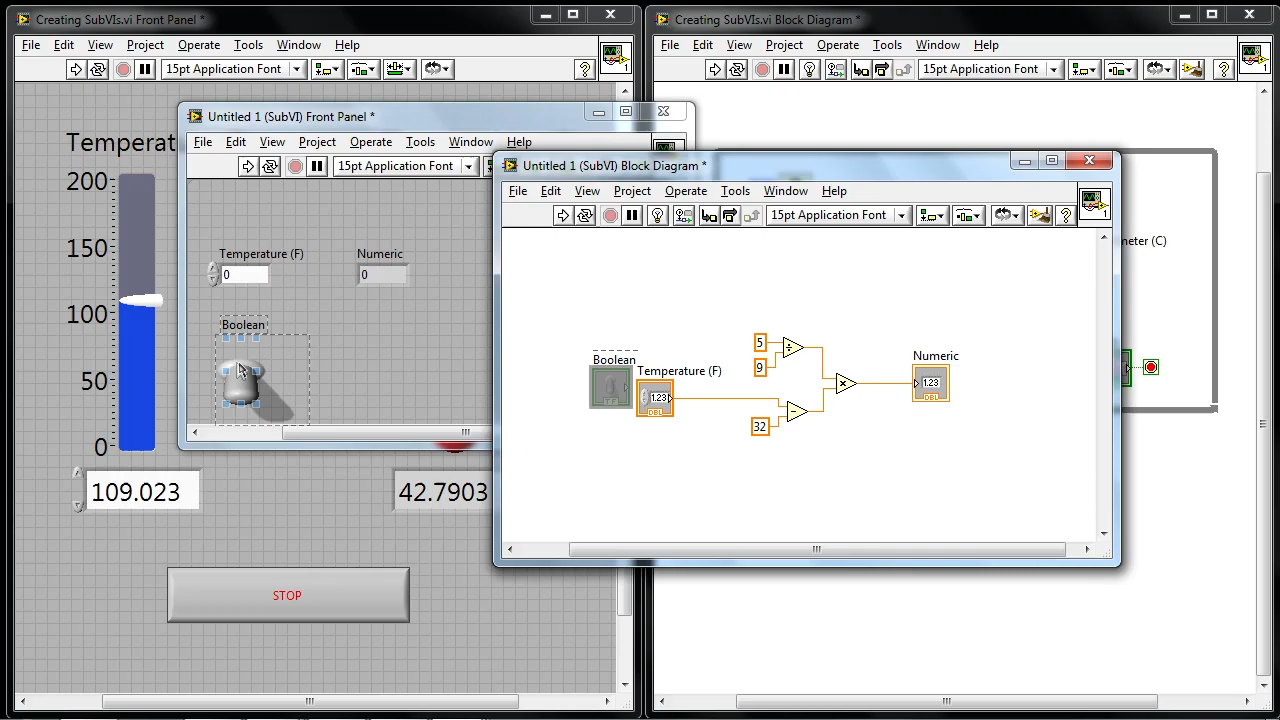 Creating SubVIs.vi Front Panel *
File Edit View Project Operate Tools Window Help
15pt Application Font
?
1
Temperat
200
150
100
50
0
109.023
42.7903
STOP
Creating SubVIs.vi Block Diagram *
File Edit View Project Operate Tools Window Help
15pt Application Font
?
1
meter (C)
Untitled 1 (SubVI) Front Panel *
File Edit View Project Operate Tools Window Help
15pt Application Font
Temperature (F)
0
Numeric
0
Boolean
Untitled 1 (SubVI) Block Diagram *
File Edit View Project Operate Tools Window Help
15pt Application Font
?
1
Boolean
TF
Temperature (F)
1.23
DBL
5
9
32
Numeric
1.23
DBL